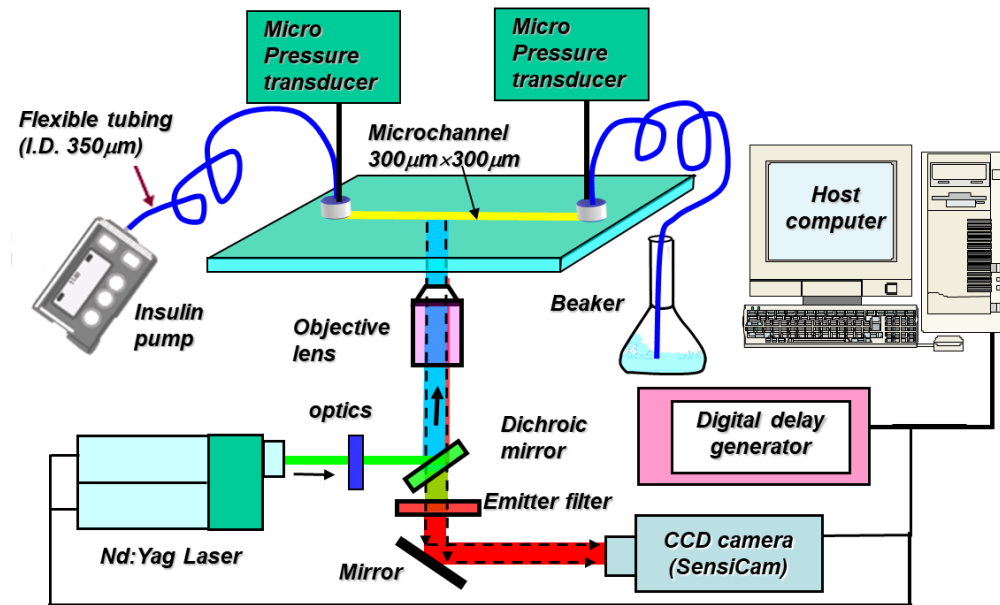 Micro
Pressure
transducer
Micro
Pressure
transducer
Flexible tubing
(I.D. 350μm)
Microchannel
300μm×300μm
Host
computer
Insulin
pump
Objective
lens
Beaker
optics
Dichroic
mirror
Digital delay
generator
Emitter filter
Nd:Yag Laser
Mirror
CCD camera
(SensiCam)